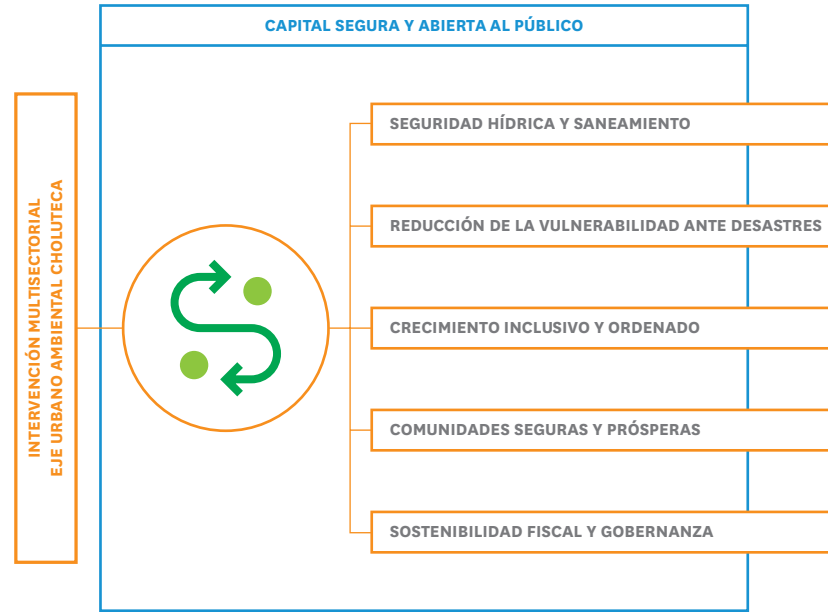 CAPITAL SEGURA Y ABIERTA AL PÚBLICO
INTERVENCIÓN MULTISECTORIAL
EJE URBANO AMBIENTAL CHOLUTECA
SEGURIDAD HÍDRICA Y SANEAMIENTO
REDUCCIÓN DE LA VULNERABILIDAD ANTE DESASTRES
CRECIMIENTO INCLUSIVO Y ORDENADO
COMUNIDADES SEGURAS Y PRÓSPERAS
SOSTENIBILIDAD FISCAL Y GOBERNANZA